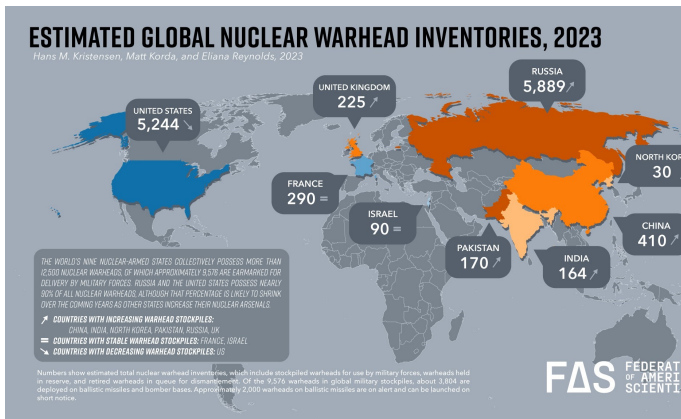 ESTIMATED GLOBAL NUCLEAR WARHEAD INVENTORIES, 2023
Hans M. Kristensen, Matt Korda, and Eliana Reynolds, 2023
RUSSIA
5,889 ↗
UNITED KINGDOM
225 ↗
UNITED STATES
5,244 ↘
NORTH KOR
30
FRANCE
290 =
ISRAEL
90 =
CHINA
410 ↗
PAKISTAN
170 ↗
INDIA
164 ↗
THE WORLD'S NINE NUCLEAR-ARMED STATES COLLECTIVELY POSSESS MORE THAN
12,500 NUCLEAR WARHEADS, OF WHICH APPROXIMATELY 9,576 ARE EARMARKED FOR
DELIVERY BY MILITARY FORCES. RUSSIA AND THE UNITED STATES POSSESS NEARLY
90% OF ALL NUCLEAR WARHEADS, ALTHOUGH THAT PERCENTAGE IS LIKELY TO SHRINK
OVER THE COMING YEARS AS OTHER STATES INCREASE THEIR NUCLEAR ARSENALS.
↗ COUNTRIES WITH INCREASING WARHEAD STOCKPILES:
CHINA, INDIA, NORTH KOREA, PAKISTAN, RUSSIA, UK
= COUNTRIES WITH STABLE WARHEAD STOCKPILES: FRANCE, ISRAEL
↘ COUNTRIES WITH DECREASING WARHEAD STOCKPILES: US
Numbers show estimated total nuclear warhead inventories, which include stockpiled warheads for use by military forces, warheads held
in reserve, and retired warheads in queue for dismantlement. Of the 9,576 warheads in global military stockpiles, about 3,804 are
deployed on ballistic missiles and bomber bases. Approximately 2,000 warheads on ballistic missiles are on alert and can be launched on
short notice.
FAS
FEDERAT
OF AMERI
SCIENTI